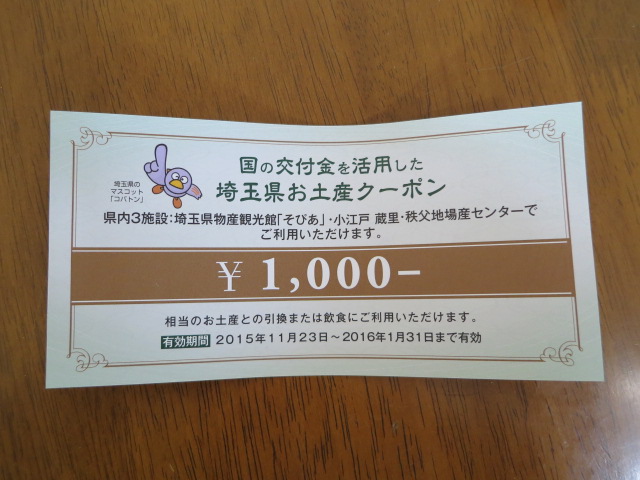 国の交付金を活用した
埼玉県お土産クーポン
埼玉県の
マスコット
「コバトン」
県内3施設:埼玉県物産観光館「そぴあ」・小江戸 蔵里・秩父地場産センターで
ご利用いただけます。
¥ 1,000−
相当のお土産との引換または飲食にご利用いただけます。
有効期間 2015年11月23日～2016年1月31日まで有効